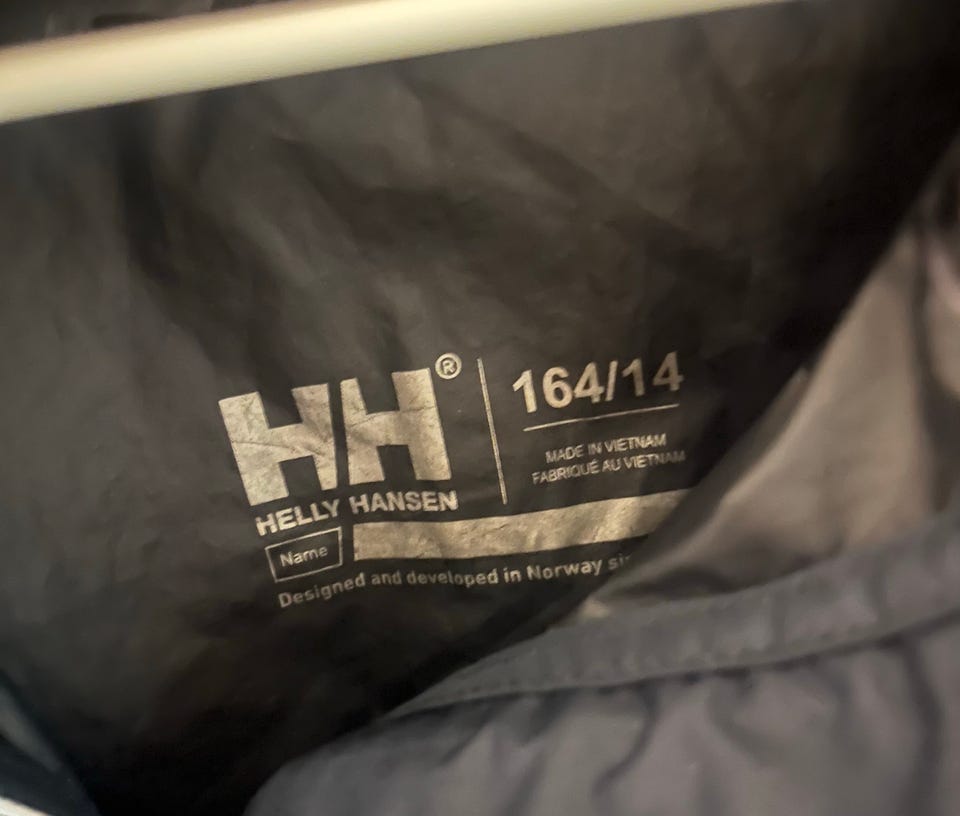 HH®
HELLY HANSEN
164/14
MADE IN VIETNAM
FABRIQUÉ AU VIETNAM
Name
Designed and developed in Norway